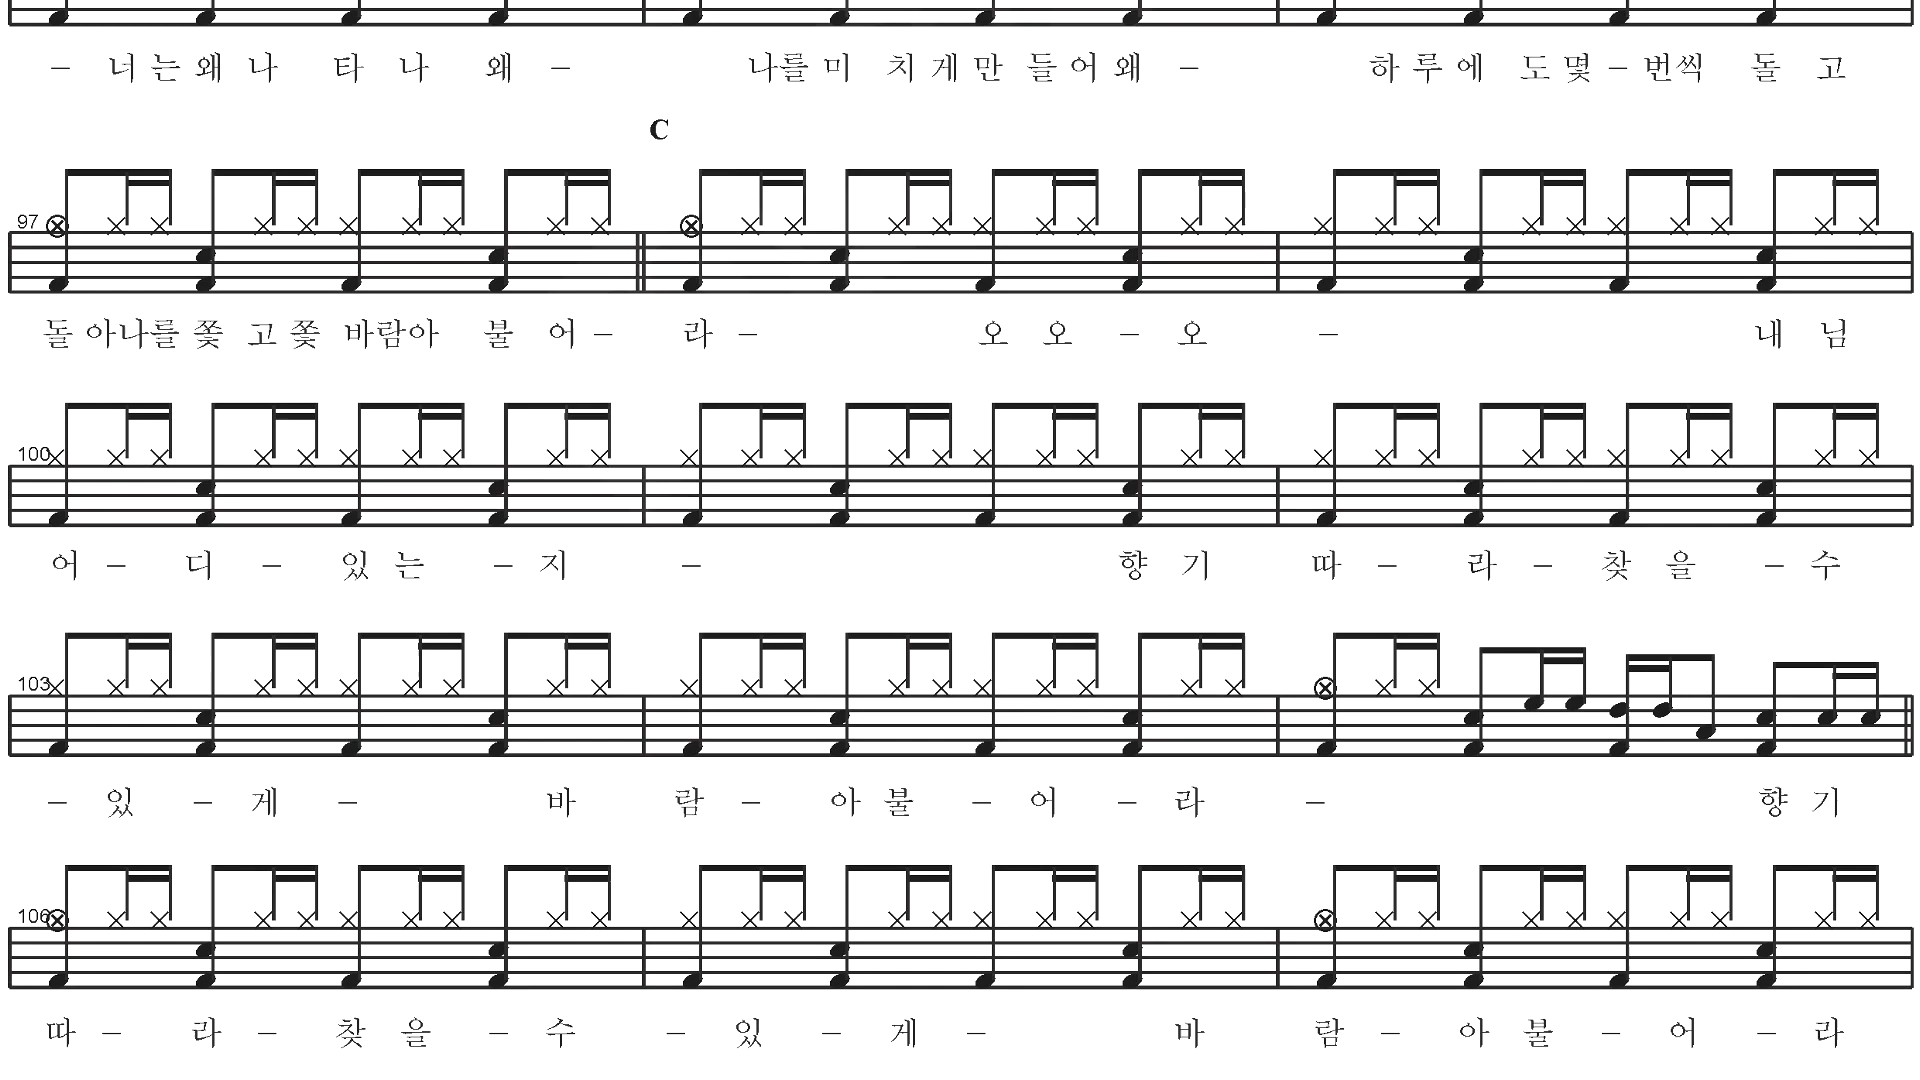 – 너 는 왜 나 타 나 왜 – 나를 미 치 게 만 들 어 왜 – 하 루 에 도 몇 – 번씩 돌 고
C
97
돌 아나를 쫓 고 쫓 바람아 불 어 – 라 – 오 오 – 오 – 내 님
100
어 – 디 – 있 는 – 지 – 향 기 따 – 라 – 찾 을 – 수
103
– 있 – 게 – 바 람 – 아 불 – 어 – 라 – 향 기
106
따 – 라 – 찾 을 – 수 – 있 – 게 – 바 람 – 아 불 – 어 – 라